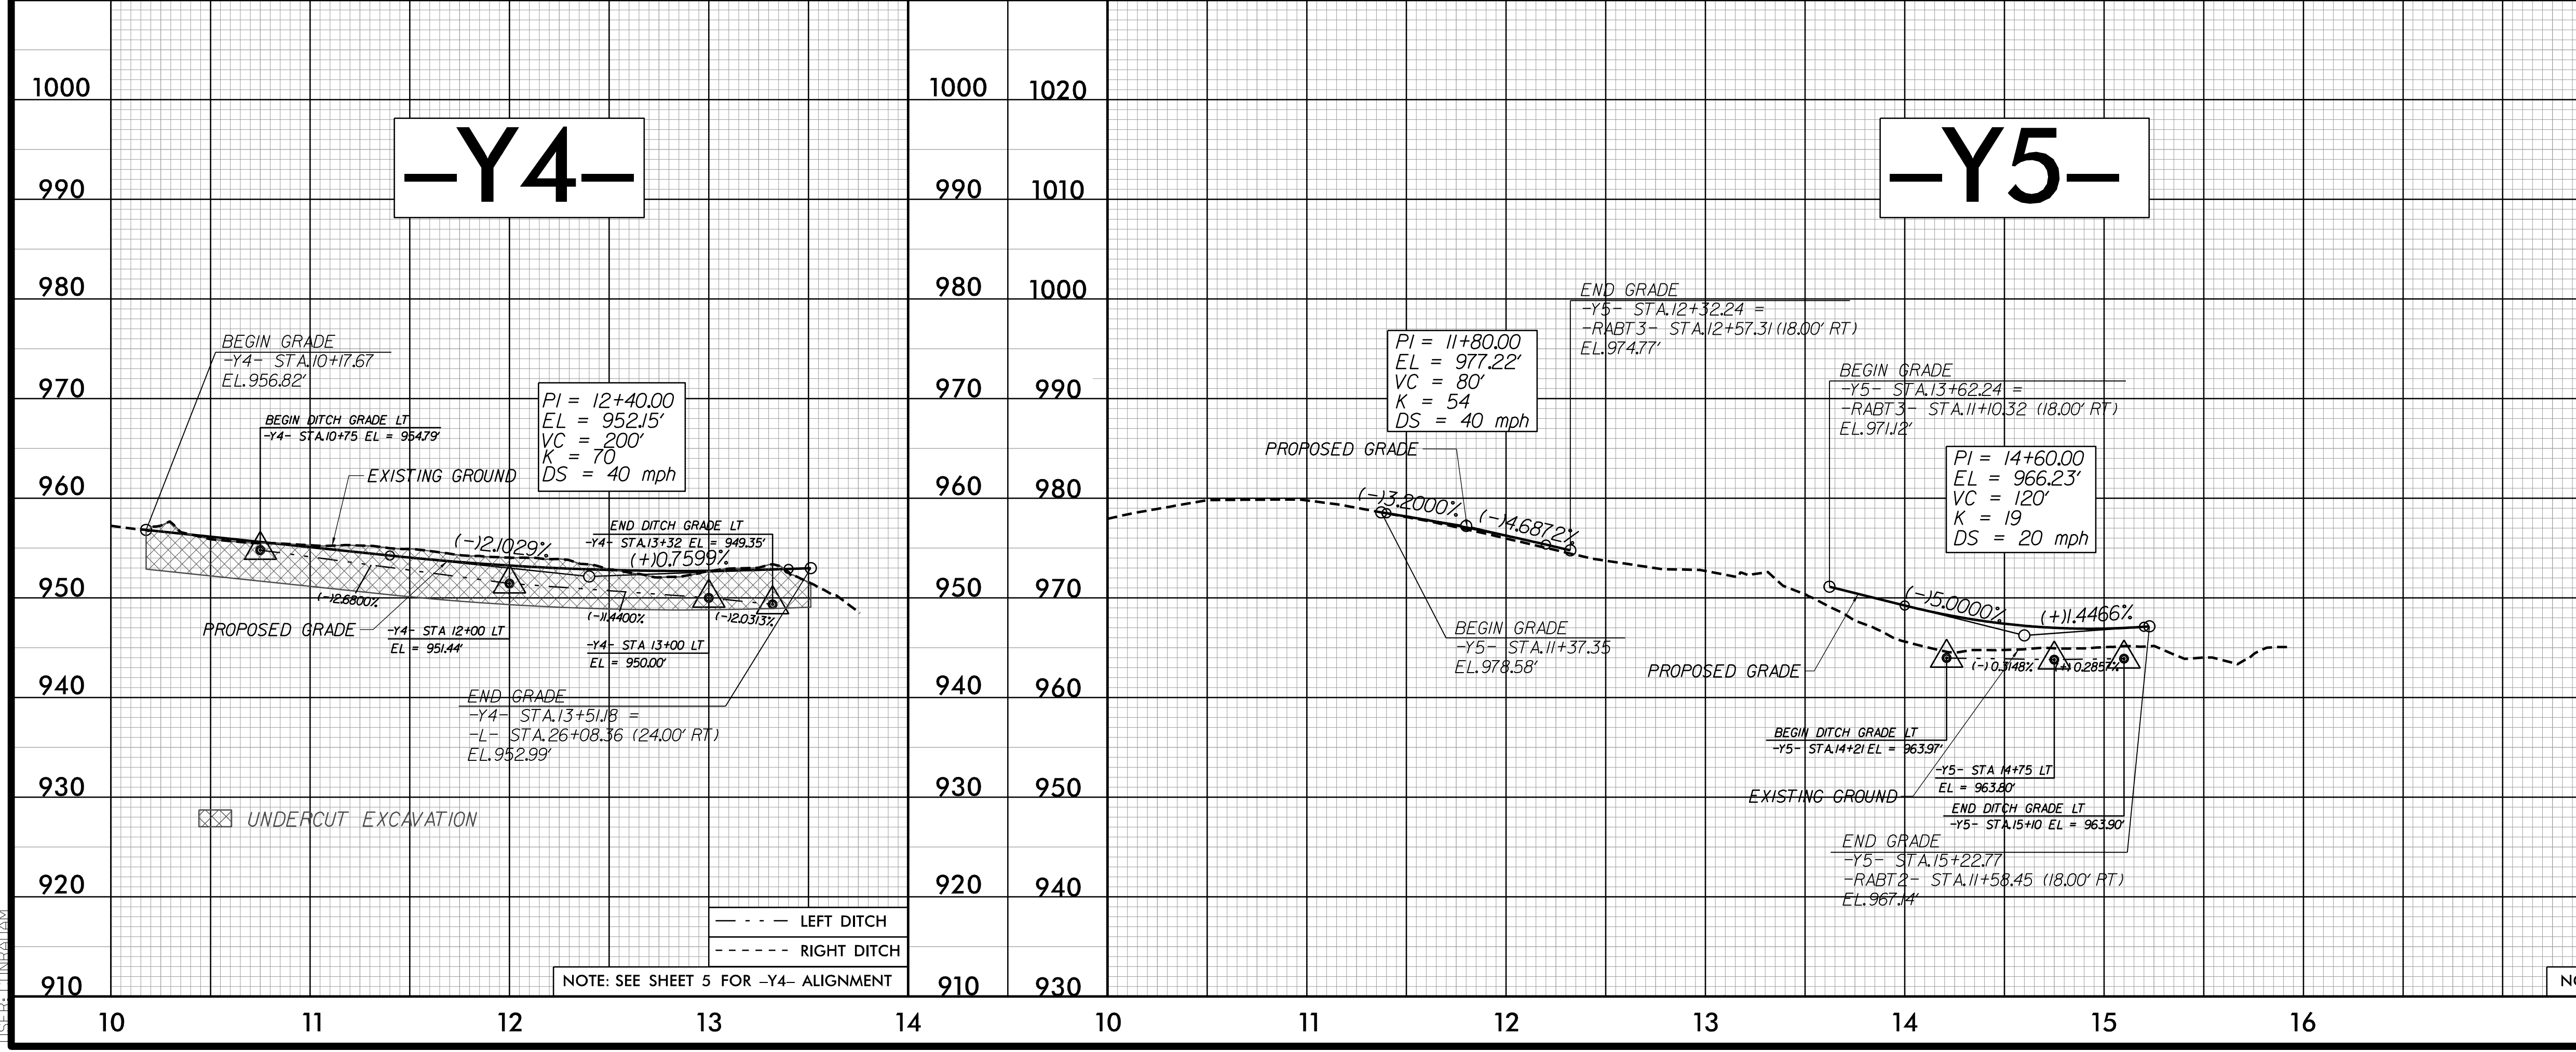 1000
990
980
970
960
950
940
930
920
910
–Y4–
BEGIN GRADE
-Y4- STA.10+17.67
EL.956.82'
BEGIN DITCH GRADE LT
-Y4- STA.10+75 EL = 954.79'
EXISTING GROUND
PI = 12+40.00
EL = 952.15'
VC = 200'
K = 70
DS = 40 mph
(-)2.1029%
END DITCH GRADE LT
-Y4- STA.13+32 EL = 949.35'
(+)0.7599%
(-)2.6800%
(-)1.4400%
(-)2.0313%
PROPOSED GRADE
-Y4- STA 12+00 LT
EL = 951.44'
-Y4- STA 13+00 LT
EL = 950.00'
END GRADE
-Y4- STA.13+51.18 =
-L- STA.26+08.36 (24.00' RT)
EL.952.99'
UNDERCUT EXCAVATION
LEFT DITCH
RIGHT DITCH
NOTE: SEE SHEET 5 FOR –Y4– ALIGNMENT
10 11 12 13 14
1000
990
980
970
960
950
940
930
920
910
1020
1010
1000
990
980
970
960
950
940
930
–Y5–
END GRADE
-Y5- STA.12+32.24 =
-RABT3- STA.12+57.31 (18.00' RT)
EL.974.77'
PI = 11+80.00
EL = 977.22'
VC = 80'
K = 54
DS = 40 mph
PROPOSED GRADE
(-)3.2000%
(-)4.6872%
BEGIN GRADE
-Y5- STA.11+37.35
EL.978.58'
BEGIN GRADE
-Y5- STA.13+62.24 =
-RABT3- STA.11+10.32 (18.00' RT)
EL.971.12'
PI = 14+60.00
EL = 966.23'
VC = 120'
K = 19
DS = 20 mph
(-)5.0000%
(+)1.4466%
PROPOSED GRADE
(-)0.3148%
(+)0.2857%
BEGIN DITCH GRADE LT
-Y5- STA.14+21 EL = 963.97'
-Y5- STA 14+75 LT
EL = 963.80'
EXISTING GROUND
END DITCH GRADE LT
-Y5- STA.15+10 EL = 963.90'
END GRADE
-Y5- STA.15+22.77
-RABT2- STA.11+58.45 (18.00' RT)
EL.967.14'
10 11 12 13 14 15 16